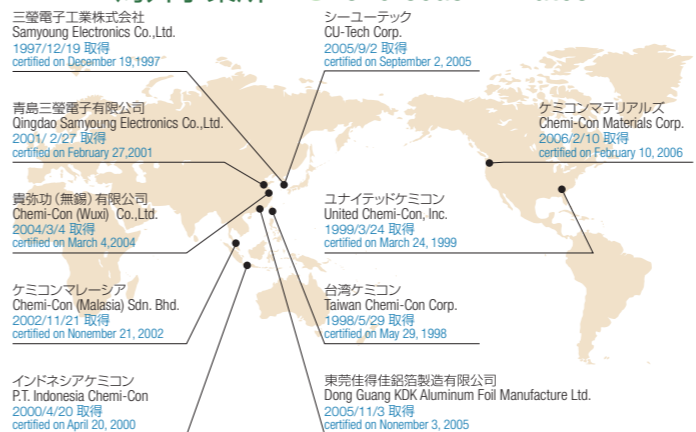 三瑩電子工業株式会社
Samyoung Electronics Co.,Ltd.
1997/12/19 取得
certified on December 19,1997
シーユーテック
CU-Tech Corp.
2005/9/2 取得
certified on September 2, 2005
青島三瑩電子有限公司
Qingdao Samyoung Electronics Co.,Ltd.
2001/ 2/27 取得
certified on February 27,2001
ケミコンマテリアルズ
Chemi-Con Materials Corp.
2006/2/10 取得
certified on February 10, 2006
貴弥功(無錫)有限公司
Chemi-Con (Wuxi) Co.,Ltd.
2004/3/4 取得
certified on March 4,2004
ユナイテッドケミコン
United Chemi-Con, Inc.
1999/3/24 取得
certified on March 24, 1999
ケミコンマレーシア
Chemi-Con (Malasia) Sdn. Bhd.
2002/11/21 取得
certified on Nonember 21, 2002
台湾ケミコン
Taiwan Chemi-Con Corp.
1998/5/29 取得
certified on May 29, 1998
インドネシアケミコン
P.T. Indonesia Chemi-Con
2000/4/20 取得
certified on April 20, 2000
東莞佳得佳鋁箔製造有限公司
Dong Guang KDK Aluminum Foil Manufacture Ltd.
2005/11/3 取得
certified on Nonember 3, 2005